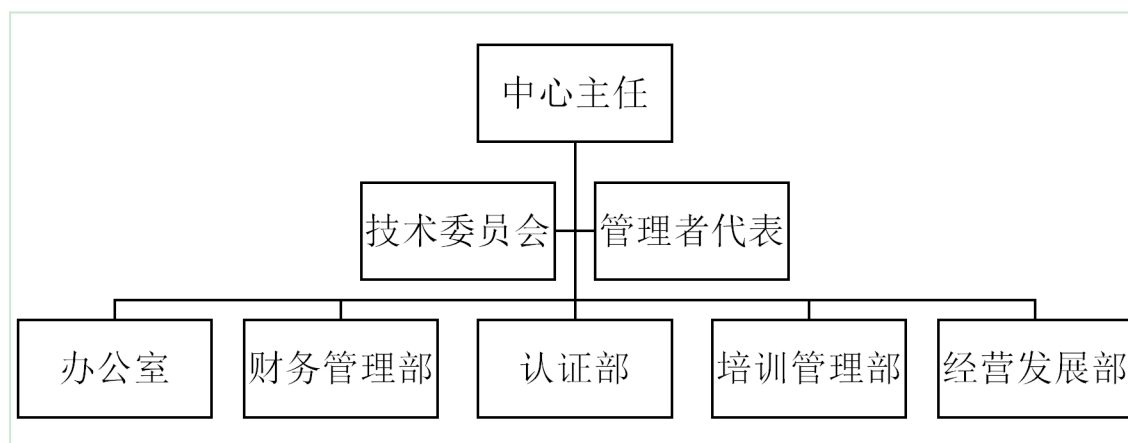 中心主任
技术委员会
管理者代表
办公室
财务管理部
认证部
培训管理部
经营发展部